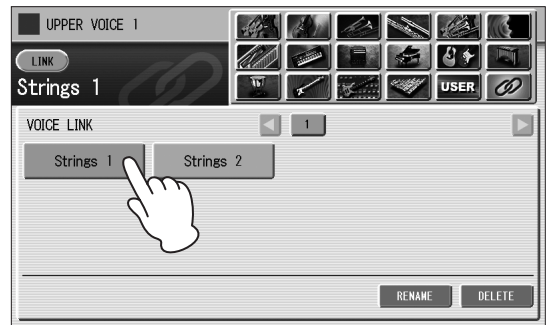 UPPER VOICE 1
LINK
Strings 1
USER
VOICE LINK
1
Strings 1
Strings 2
RENAME
DELETE